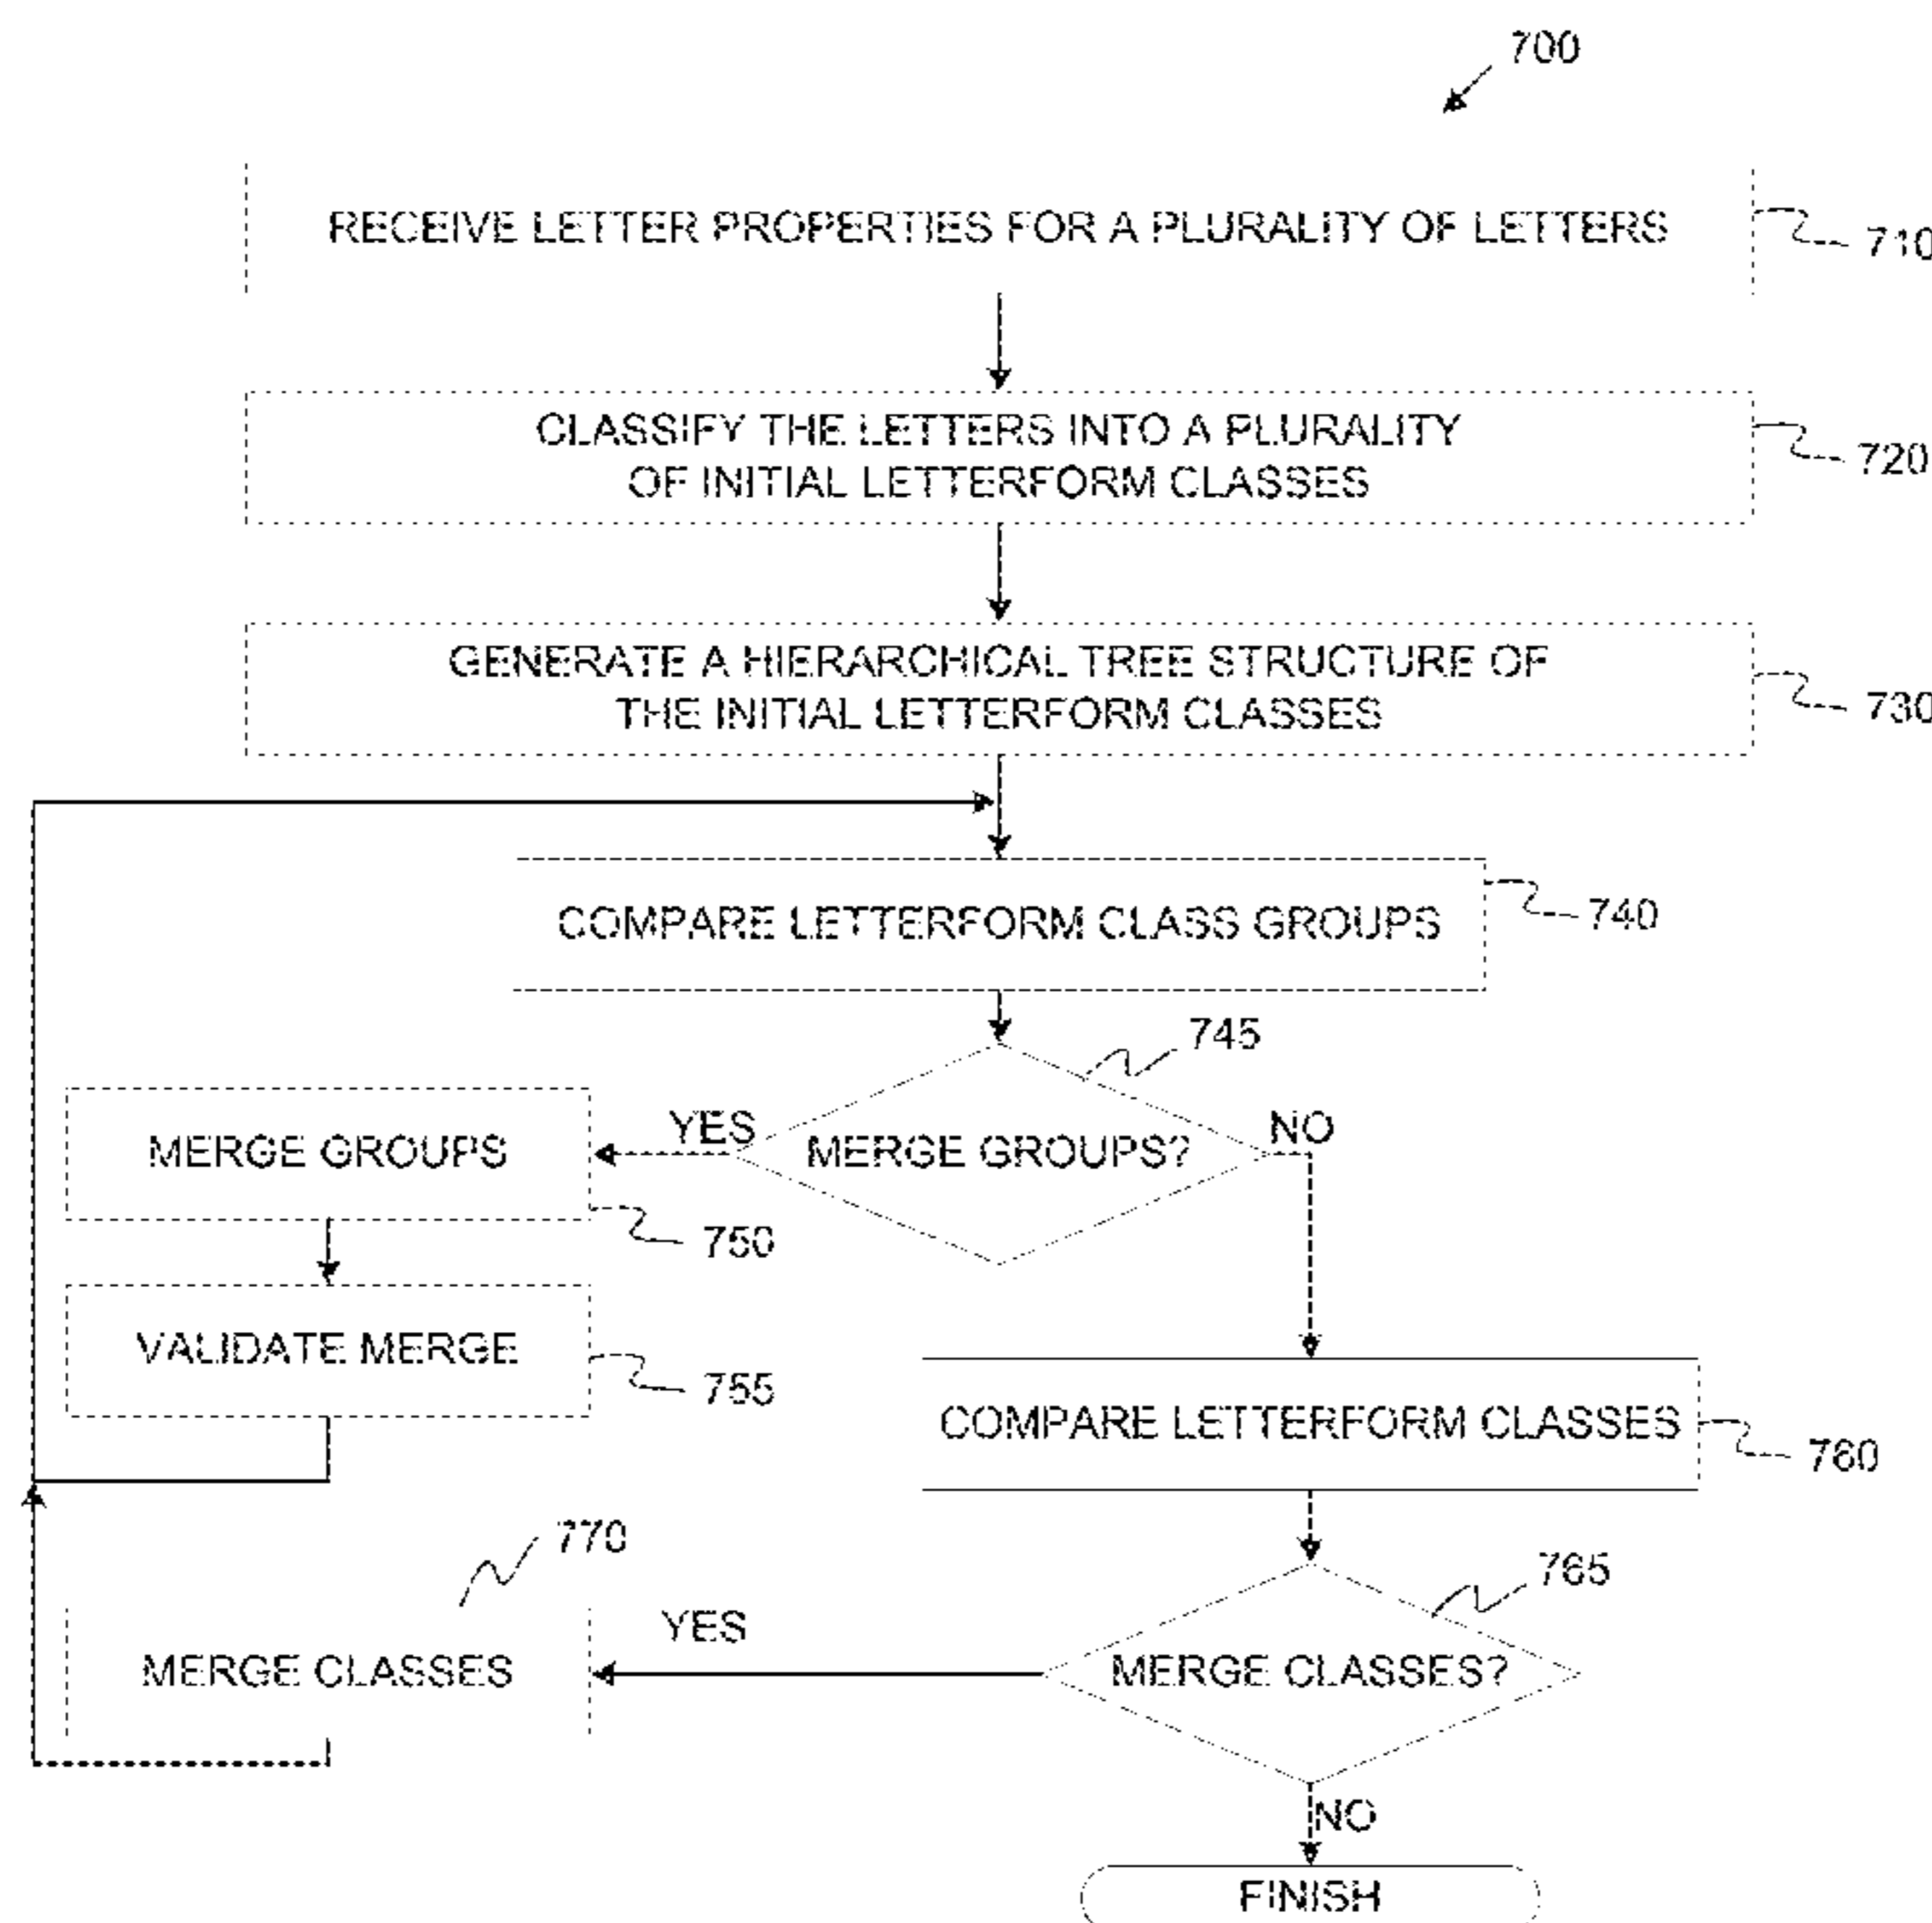 700
RECEIVE LETTER PROPERTIES FOR A PLURALITY OF LETTERS
710
CLASSIFY THE LETTERS INTO A PLURALITY
OF INITIAL LETTERFORM CLASSES
720
GENERATE A HIERARCHICAL TREE STRUCTURE OF
THE INITIAL LETTERFORM CLASSES
730
COMPARE LETTERFORM CLASS GROUPS
740
745
MERGE GROUPS
YES
MERGE GROUPS?
NO
750
VALIDATE MERGE
755
COMPARE LETTERFORM CLASSES
760
770
765
MERGE CLASSES
YES
MERGE CLASSES?
NO
FINISH